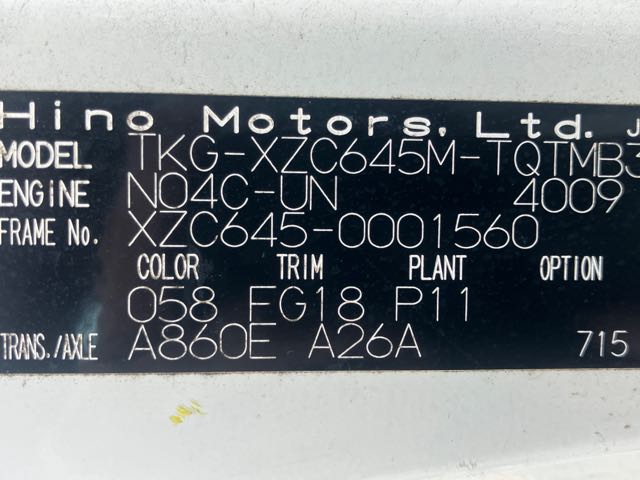 Hino Motors, Ltd. J
MODEL TKG-XZC645M-TQTMB3
ENGINE N04C-UN 4009
FRAME No. XZC645-0001560
COLOR TRIM PLANT OPTION
058 FG18 P11
TRANS./AXLE A860E A26A 715